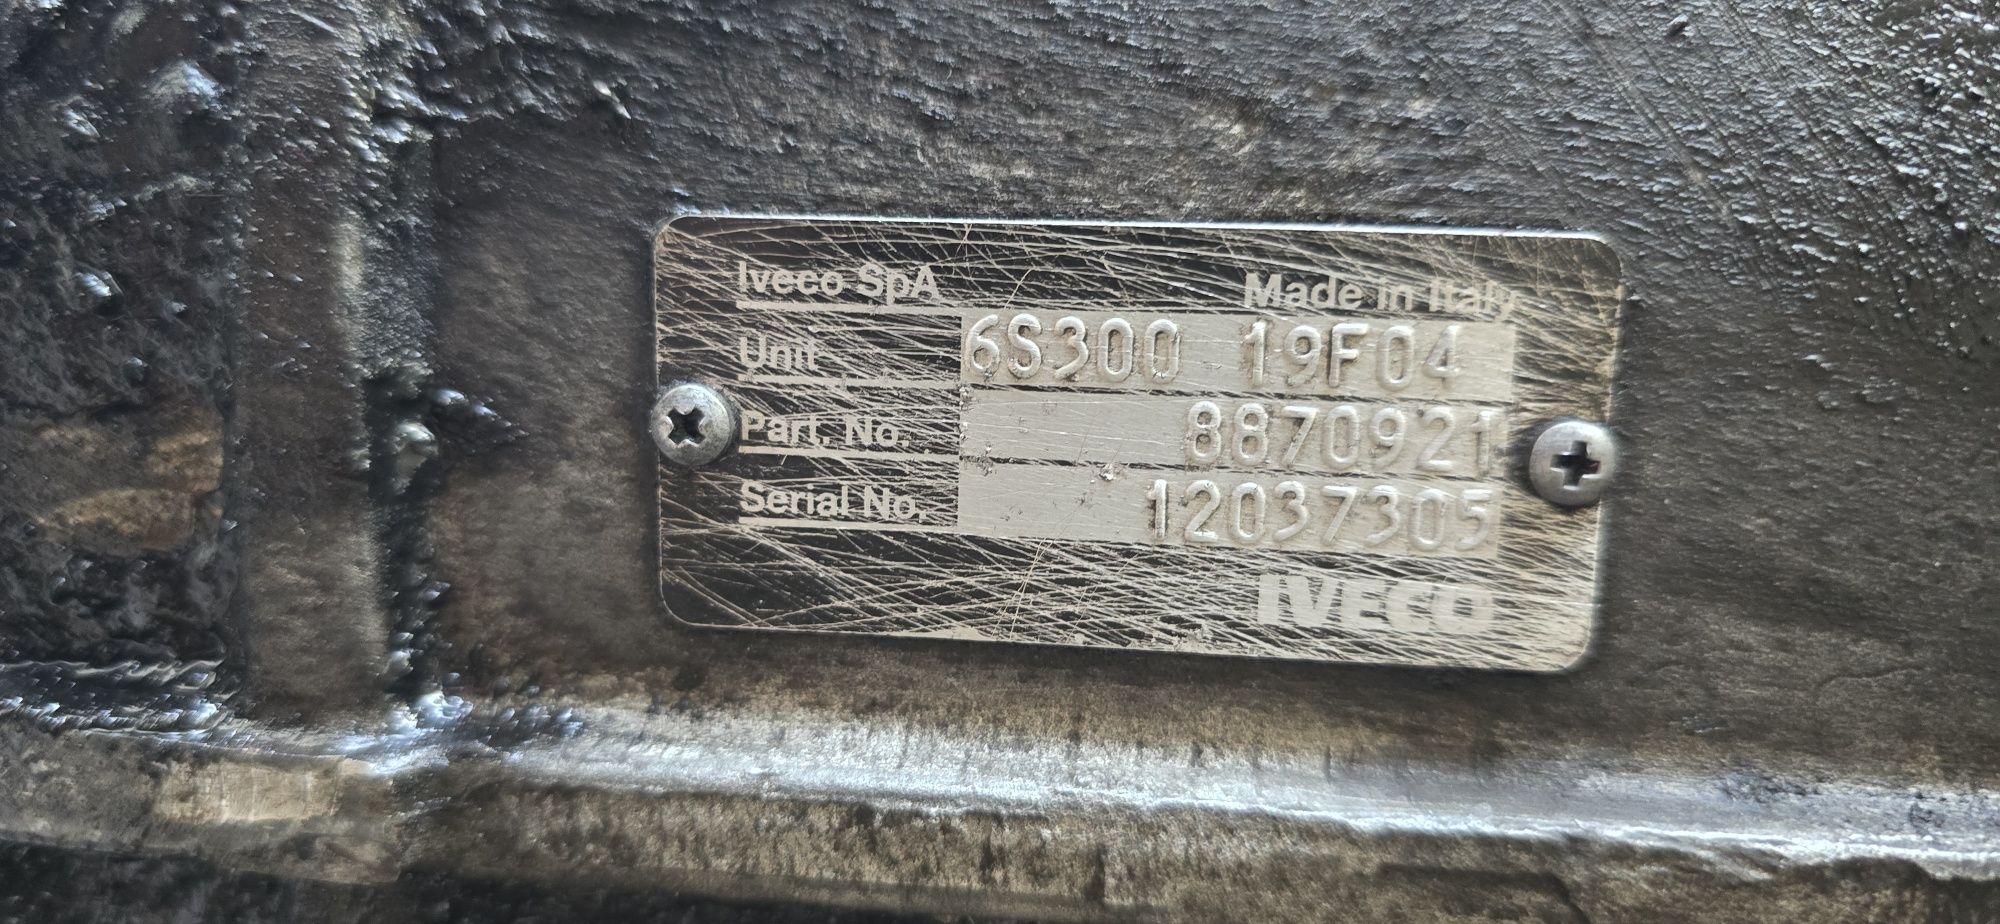 Iveco SpA Made in Italy
Unit 6S300 19F04
Part. No. 8870921
Serial No. 12037305
IVECO